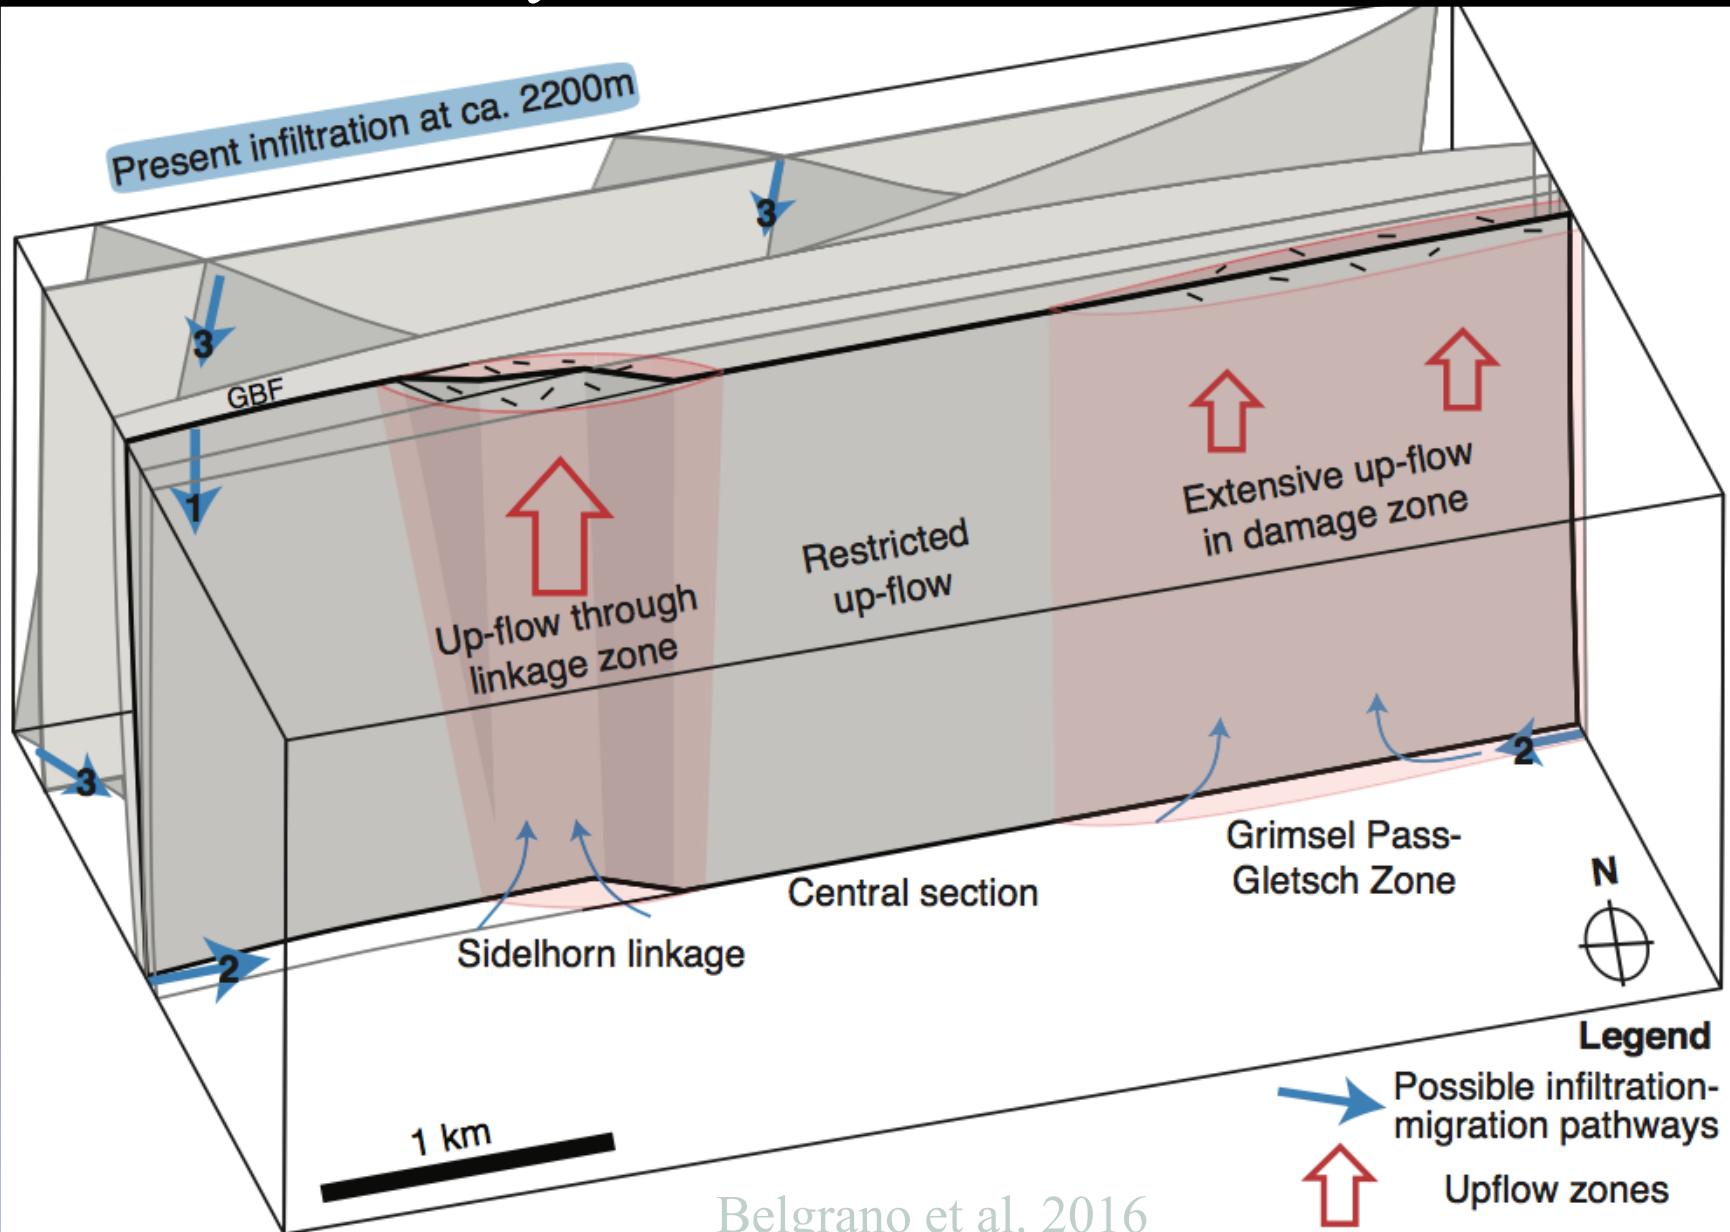 Present infiltration at ca. 2200m
3
3
GBF
1
Up-flow through
linkage zone
Restricted
up-flow
Extensive up-flow
in damage zone
3
2
2
Sidelhorn linkage
Central section
Grimsel Pass-
Gletsch Zone
N
1 km
Legend
Possible infiltration-
migration pathways
Upflow zones
Belgrano et al. 2016